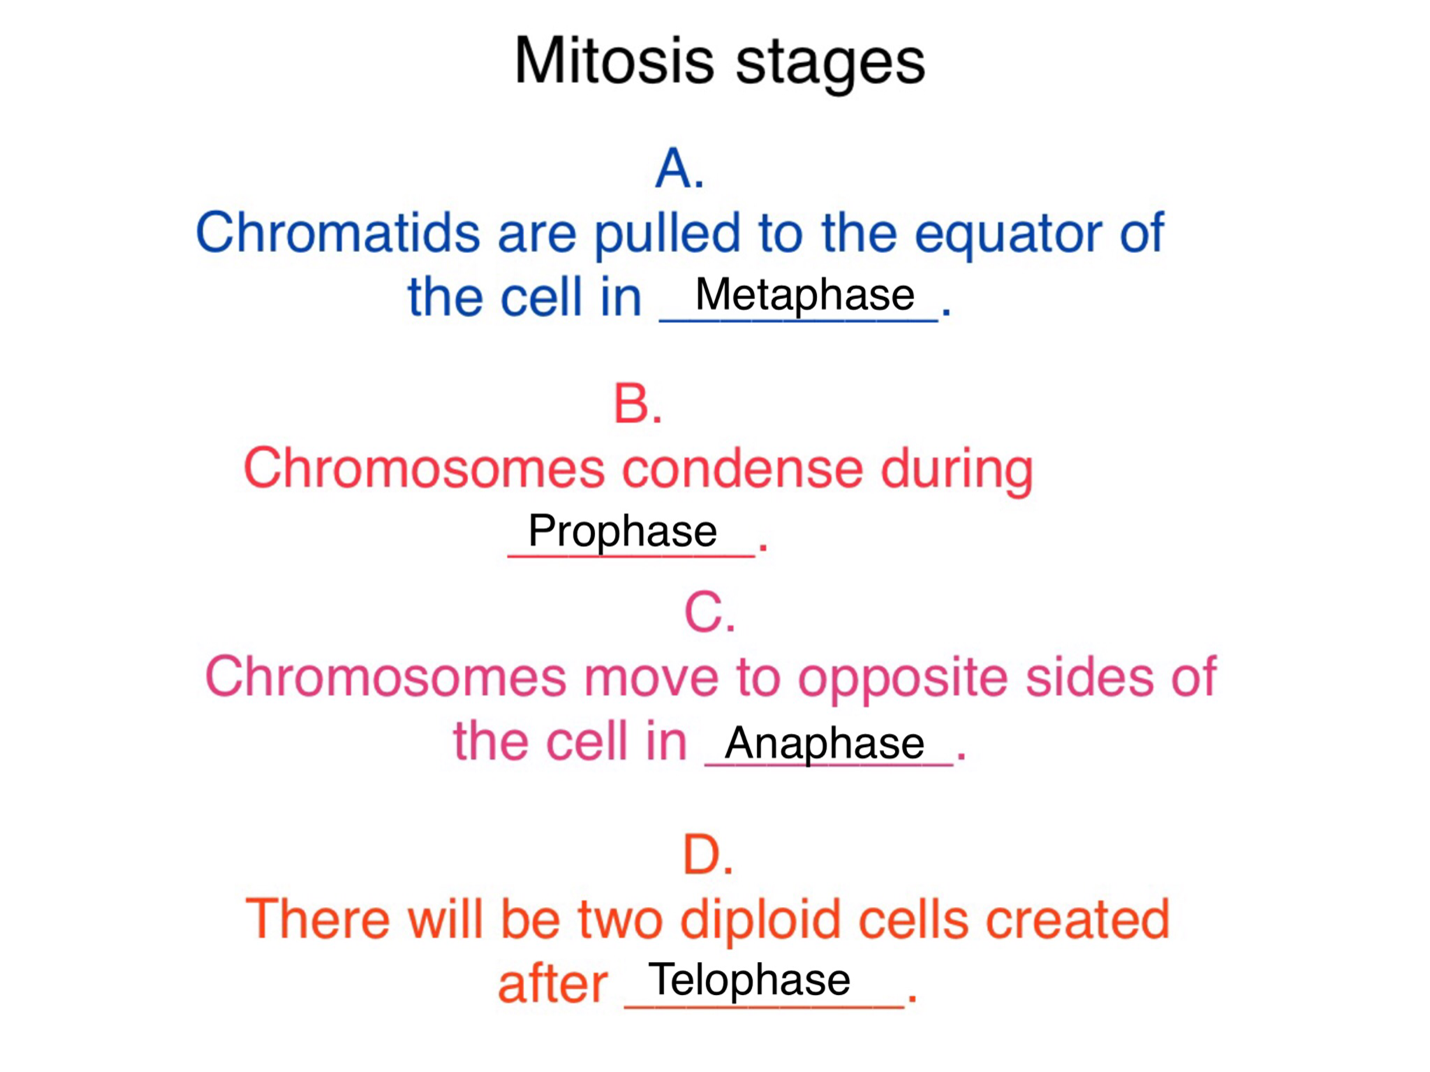 Mitosis stages
A.
Chromatids are pulled to the equator of
the cell in Metaphase.
B.
Chromosomes condense during
Prophase.
C.
Chromosomes move to opposite sides of
the cell in Anaphase.
D.
There will be two diploid cells created
after Telophase.